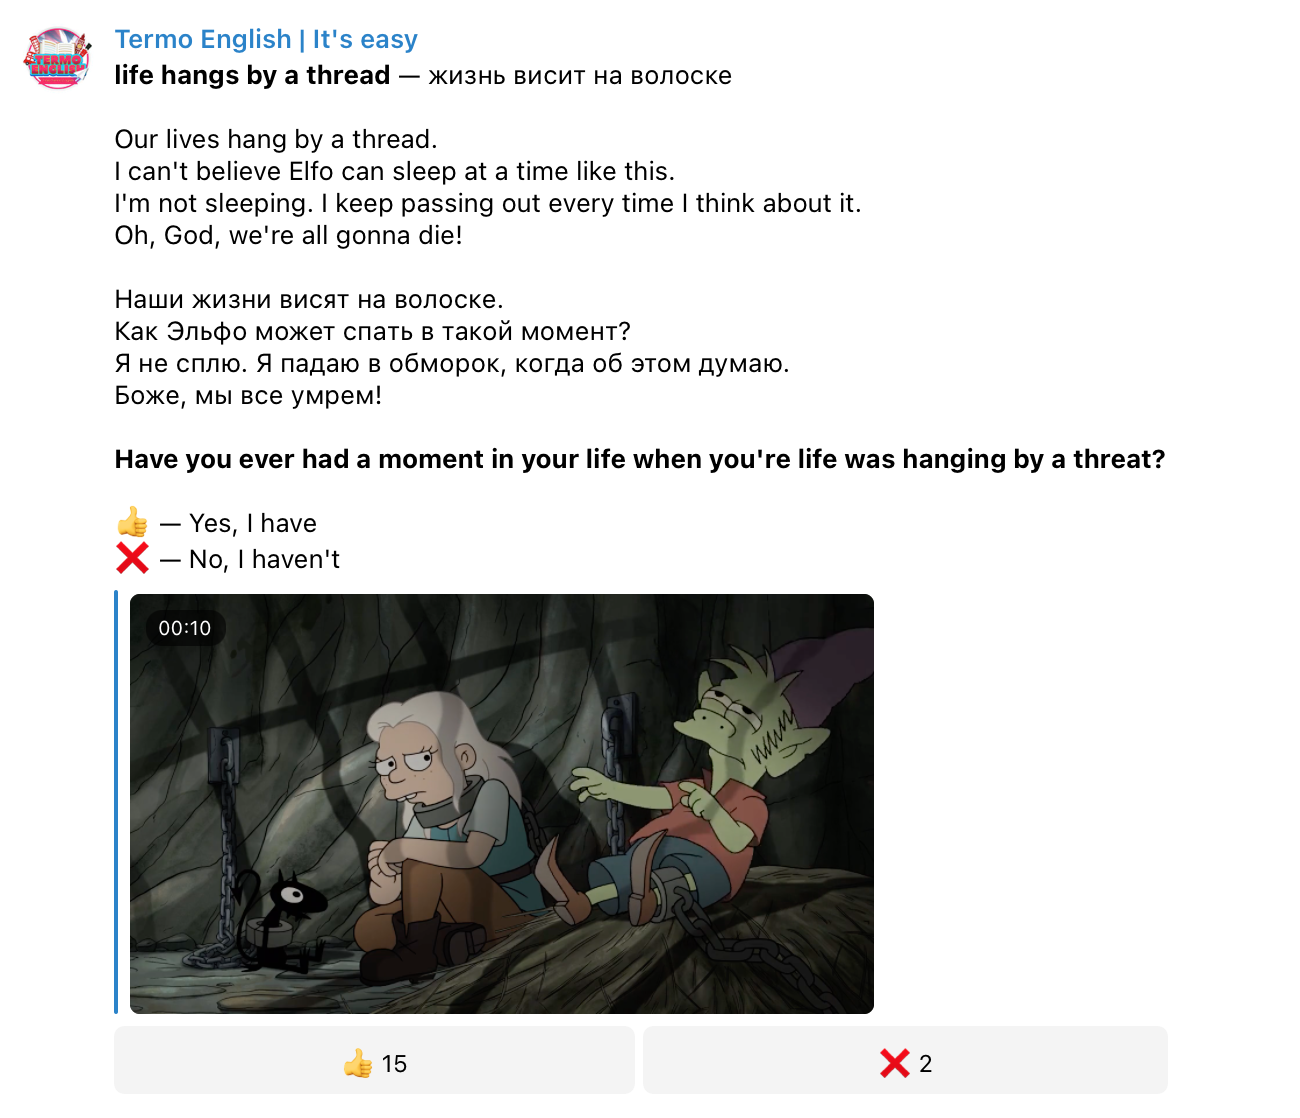 TERMO
ENGLISH
Termo English | It's easy
life hangs by a thread — жизнь висит на волоске
Our lives hang by a thread.
I can't believe Elfo can sleep at a time like this.
I'm not sleeping. I keep passing out every time I think about it.
Oh, God, we're all gonna die!
Наши жизни висят на волоске.
Как Эльфо может спать в такой момент?
Я не сплю. Я падаю в обморок, когда об этом думаю.
Боже, мы все умрем!
Have you ever had a moment in your life when you're life was hanging by a threat?
👍 — Yes, I have
❌ — No, I haven't
00:10
👍 15
❌ 2